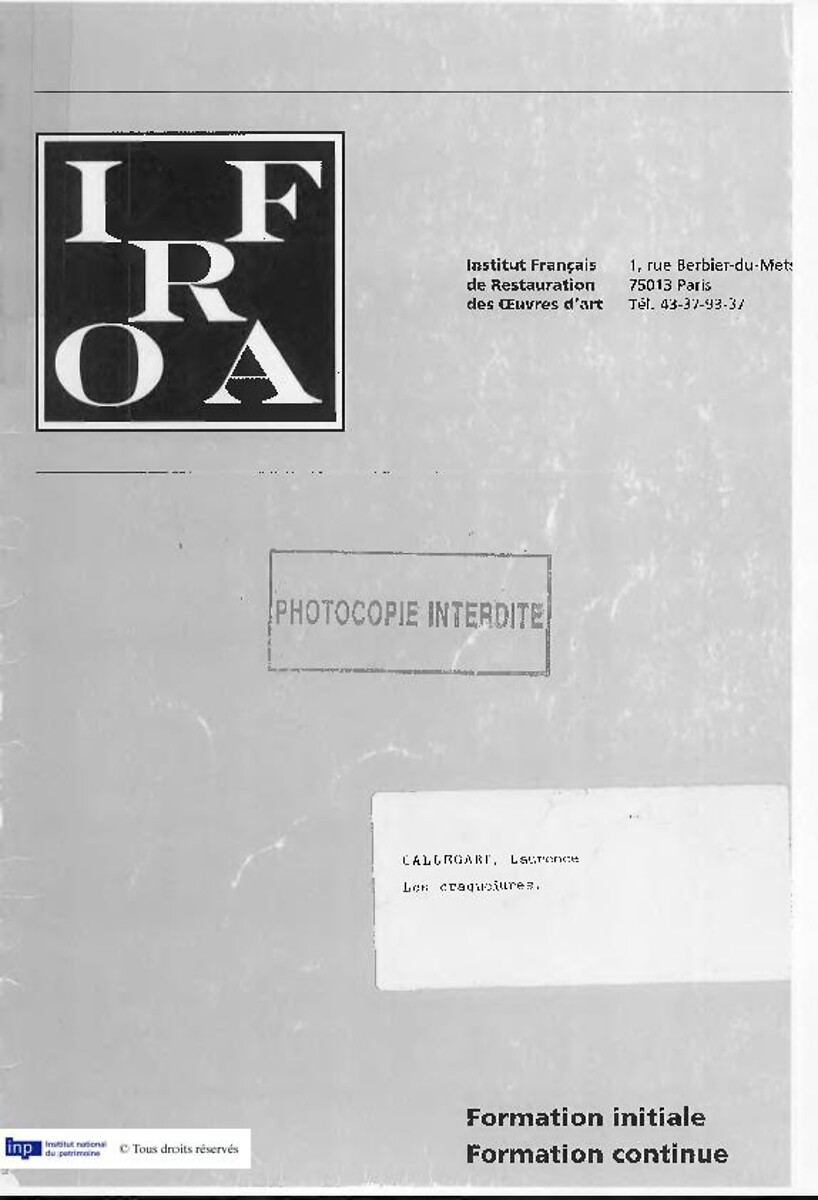 I F
R
O A
Institut Français
de Restauration
des Œuvres d'art
1, rue Berbier-du-Mets
75013 Paris
Tél. 43-37-93-37
PHOTOCOPIE INTERDITE
CALLEGARI, Laurence
Les craquelures.
Formation initiale
Formation continue
inp Institut national
du patrimoine
© Tous droits réservés